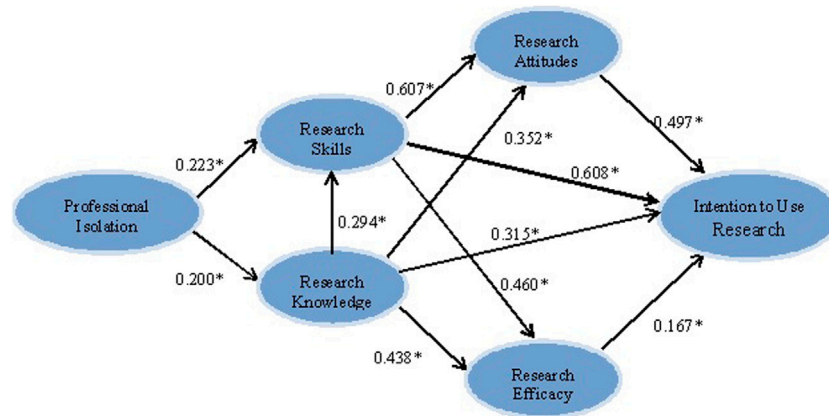 Research
Attitudes
0.607*
0.497*
Research
Skills
0.352*
0.223*
0.608*
Professional
Isolation
Intention to Use
Research
0.294*
0.315*
0.200*
Research
Knowledge
0.460*
0.167*
0.438*
Research
Efficacy